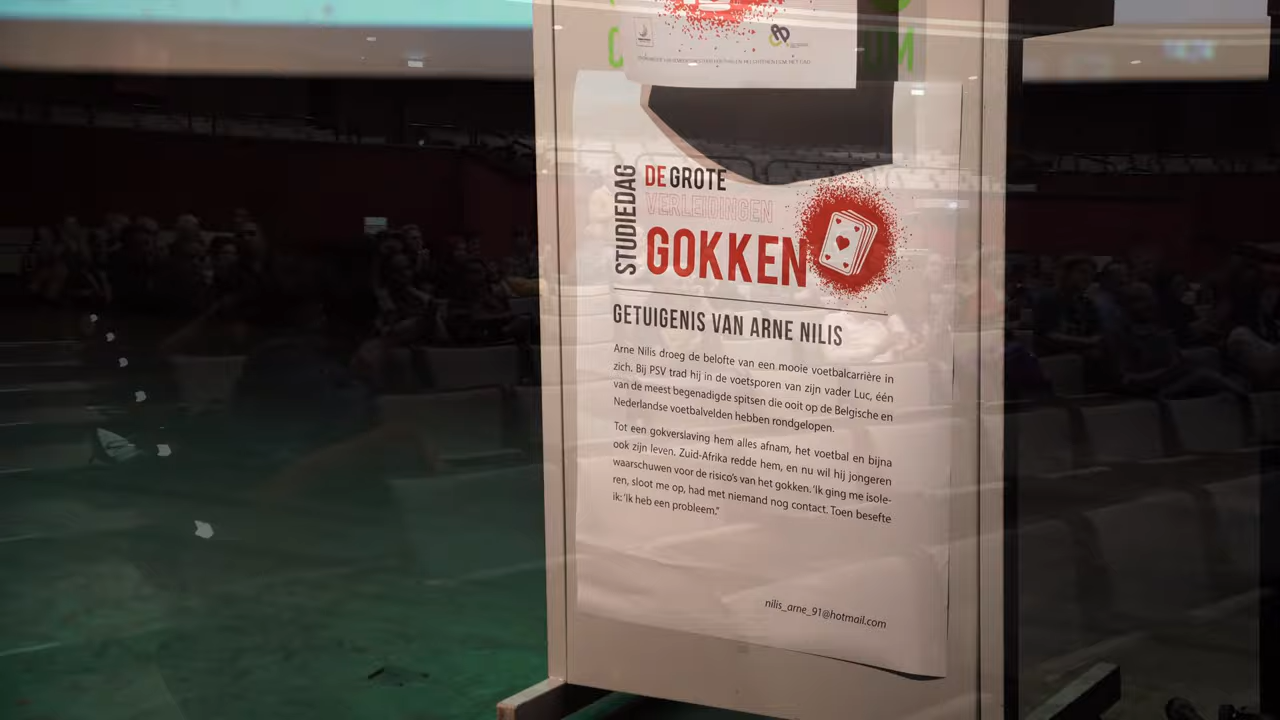 STUDIEDAG
DE GROTE
VERLEIDINGEN
GOKKEN
GETUIGENIS VAN ARNE NILIS
Arne Nilis droeg de belofte van een mooie voetbalcarrière in
zich. Bij PSV trad hij in de voetsporen van zijn vader Luc, één
van de meest begenadigde spitsen die ooit op de Belgische en
Nederlandse voetbalvelden hebben rondgelopen.
Tot een gokverslaving hem alles afnam, het voetbal en bijna
ook zijn leven. Zuid-Afrika redde hem, en nu wil hij jongeren
waarschuwen voor de risico's van het gokken. 'Ik ging me isole-
ren, sloot me op, had met niemand nog contact. Toen besefte
ik: 'Ik heb een probleem.''
nilis_arne_91@hotmail.com